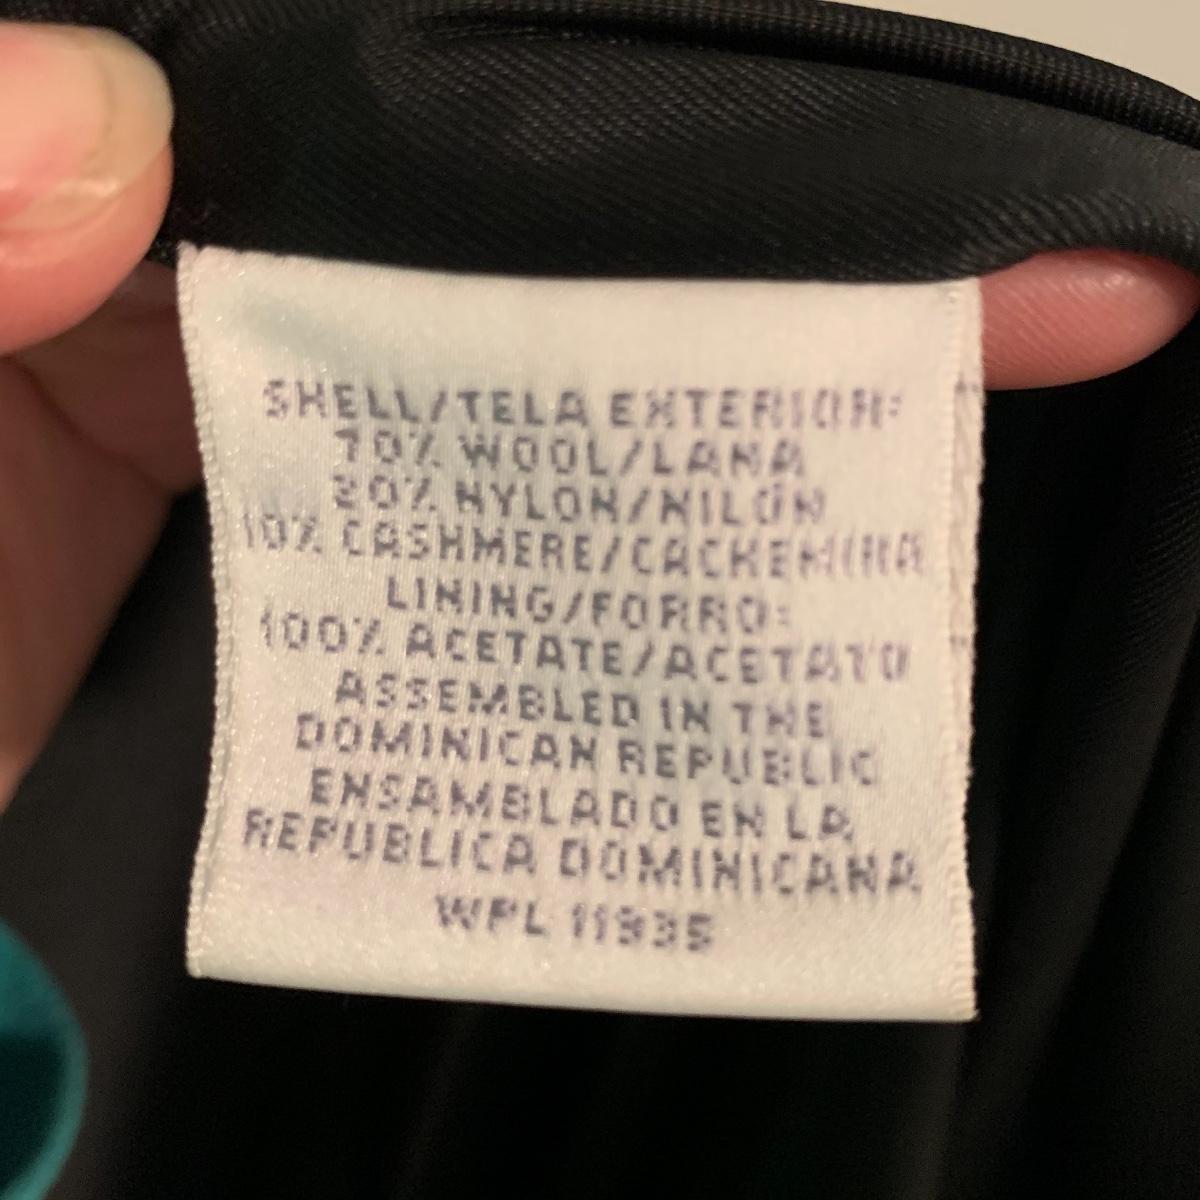 SHELL/TELA EXTERIOR:
70% WOOL/LANA
20% NYLON/NILÓN
10% CASHMERE/CACHEMIRA
LINING/FORRO:
100% ACETATE/ACETATO
ASSEMBLED IN THE
DOMINICAN REPUBLIC
ENSAMBLADO EN LA
REPUBLICA DOMINICANA
WPL 11935